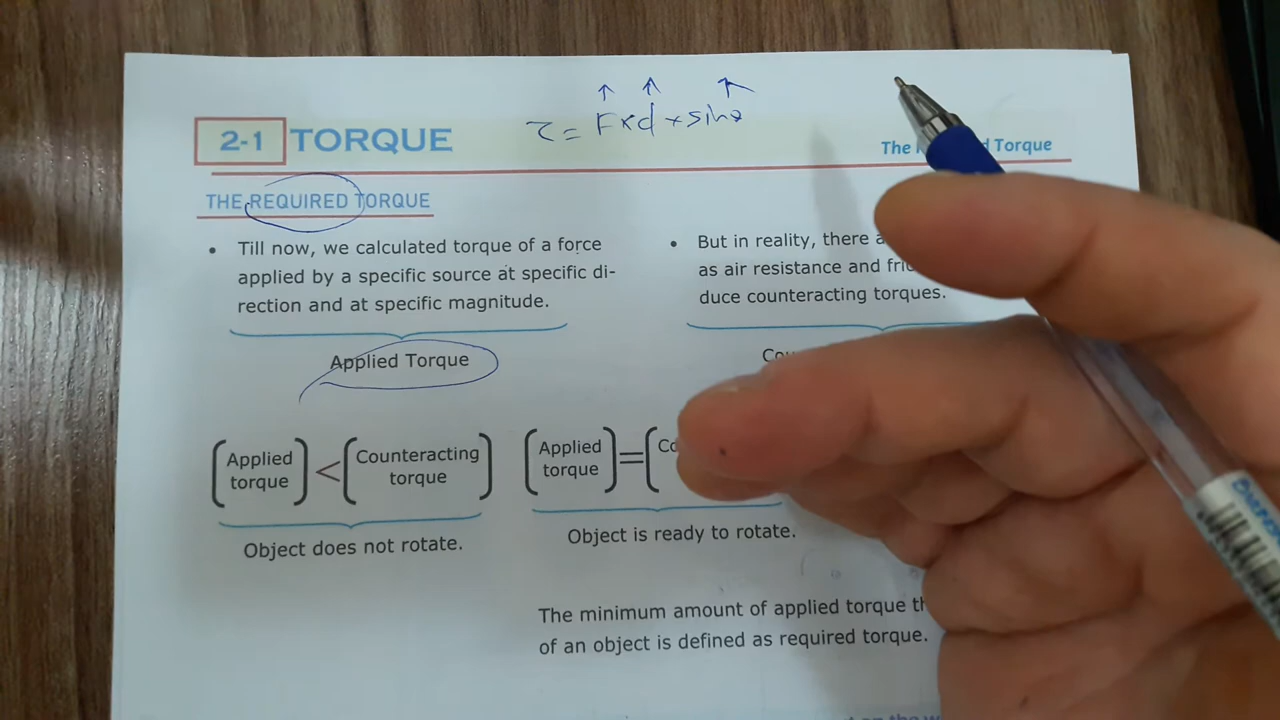 τ = F×d×sinθ
2-1 TORQUE
The Torque
THE REQUIRED TORQUE
• Till now, we calculated torque of a force
applied by a specific source at specific di-
rection and at specific magnitude.
Applied Torque
• But in reality, there
as air resistance and
duce counteracting torques.
Applied
torque
<
Counteracting
torque
Object does not rotate.
Applied
torque
=
Object is ready to rotate.
The minimum amount of applied torque
of an object is defined as required torque.